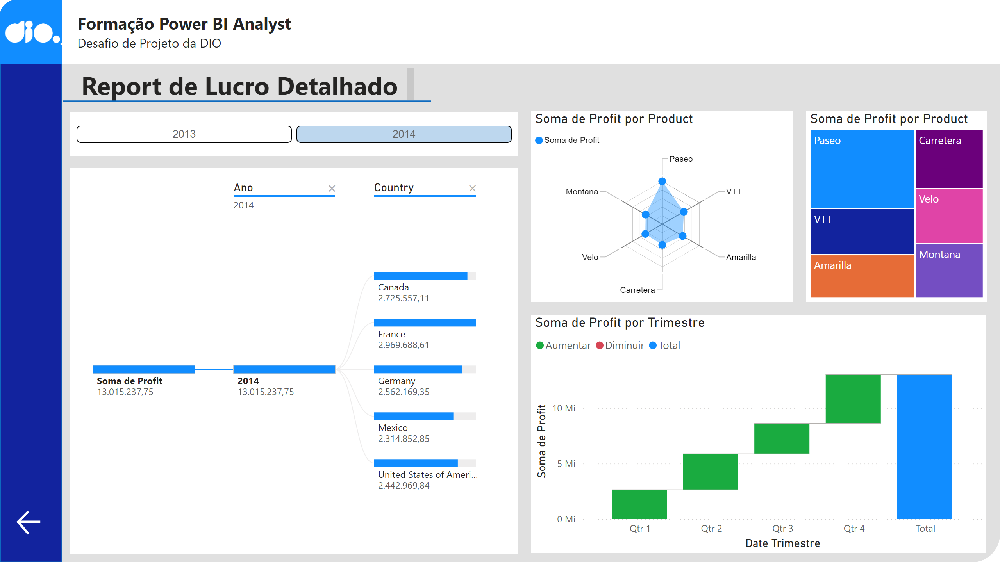 dio.
Formação Power BI Analyst
Desafio de Projeto da DIO
Report de Lucro Detalhado
2013
2014
Ano
2014
Country
Soma de Profit
13.015.237,75
2014
13.015.237,75
Canada
2.725.557,11
France
2.969.688,61
Germany
2.562.169,35
Mexico
2.314.852,85
United States of Ameri...
2.442.969,84
Soma de Profit por Product
Soma de Profit
Paseo
VTT
Amarilla
Carretera
Velo
Montana
Soma de Profit por Product
Paseo
VTT
Amarilla
Carretera
Velo
Montana
Soma de Profit por Trimestre
Aumentar Diminuir Total
Soma de Profit
10 Mi
5 Mi
0 Mi
Qtr 1 Qtr 2 Qtr 3 Qtr 4 Total
Date Trimestre